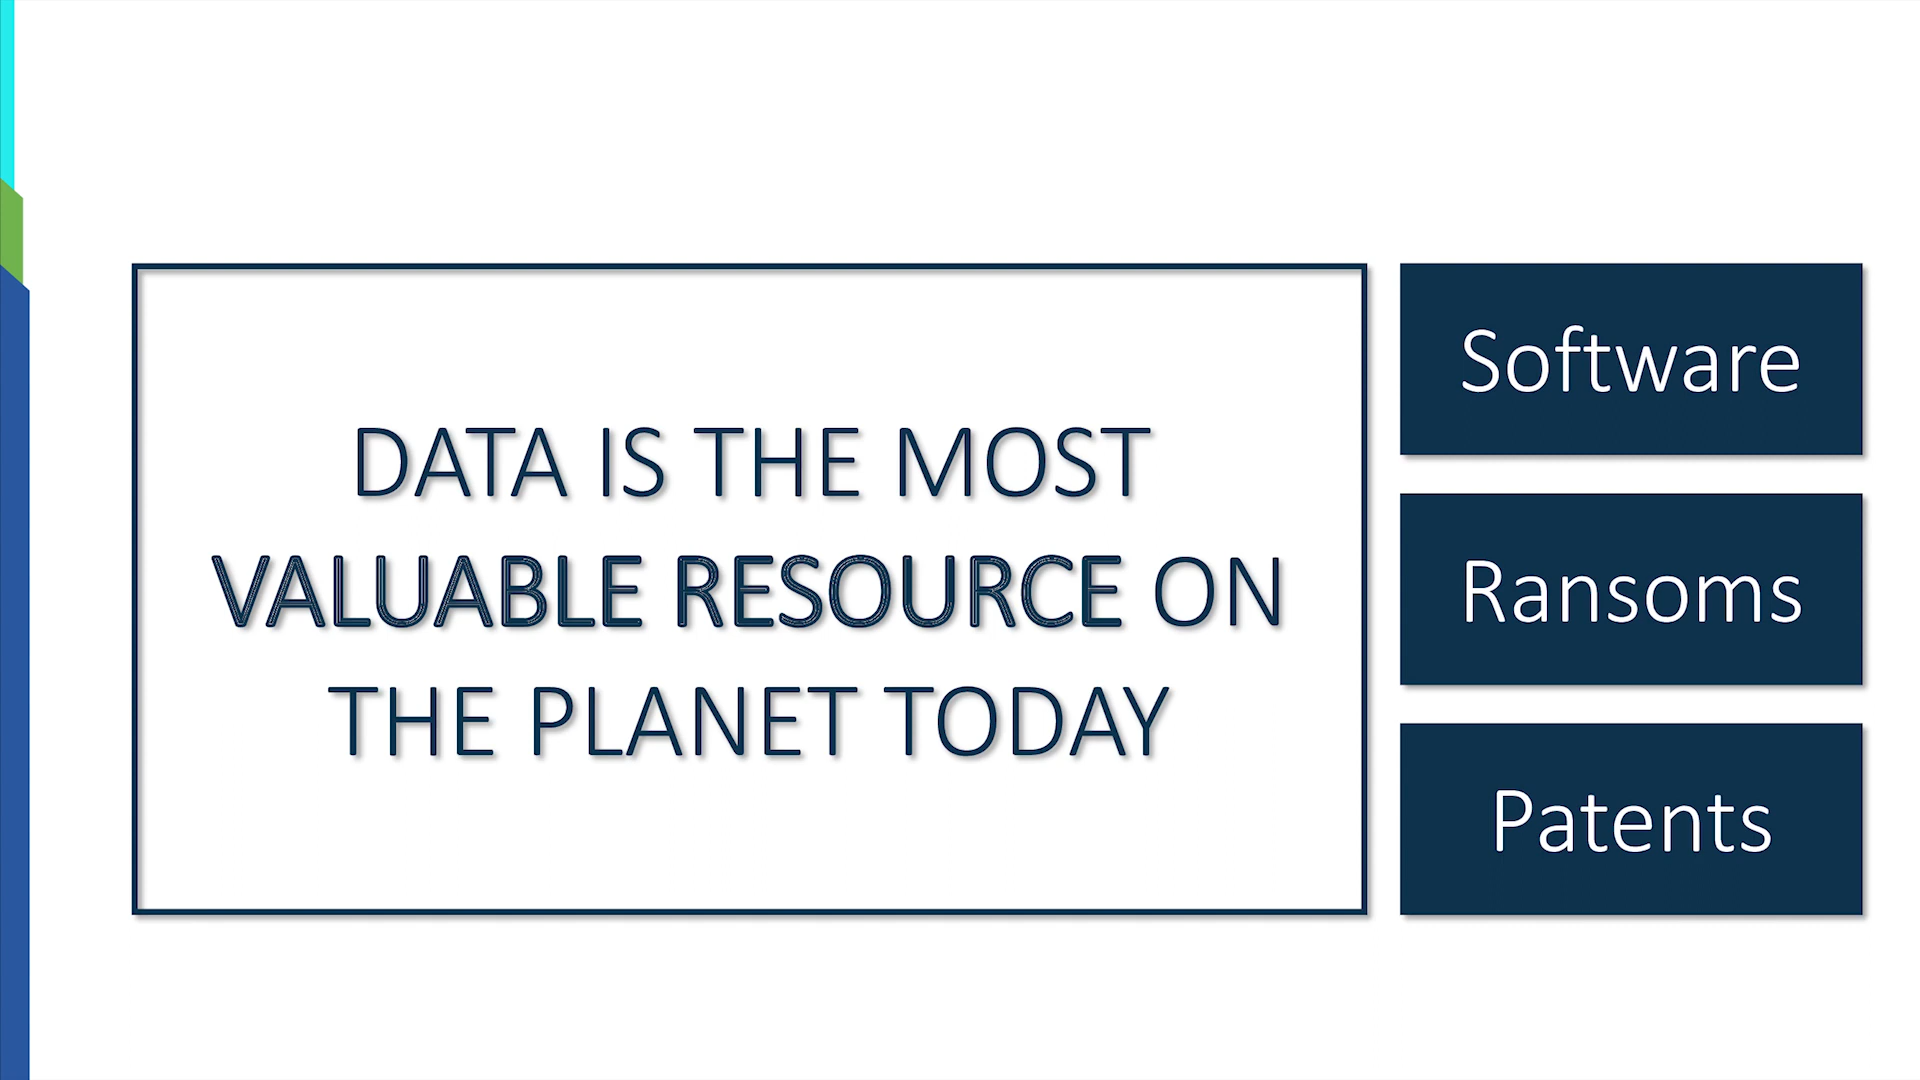 DATA IS THE MOST
VALUABLE RESOURCE ON
THE PLANET TODAY
Software
Ransoms
Patents